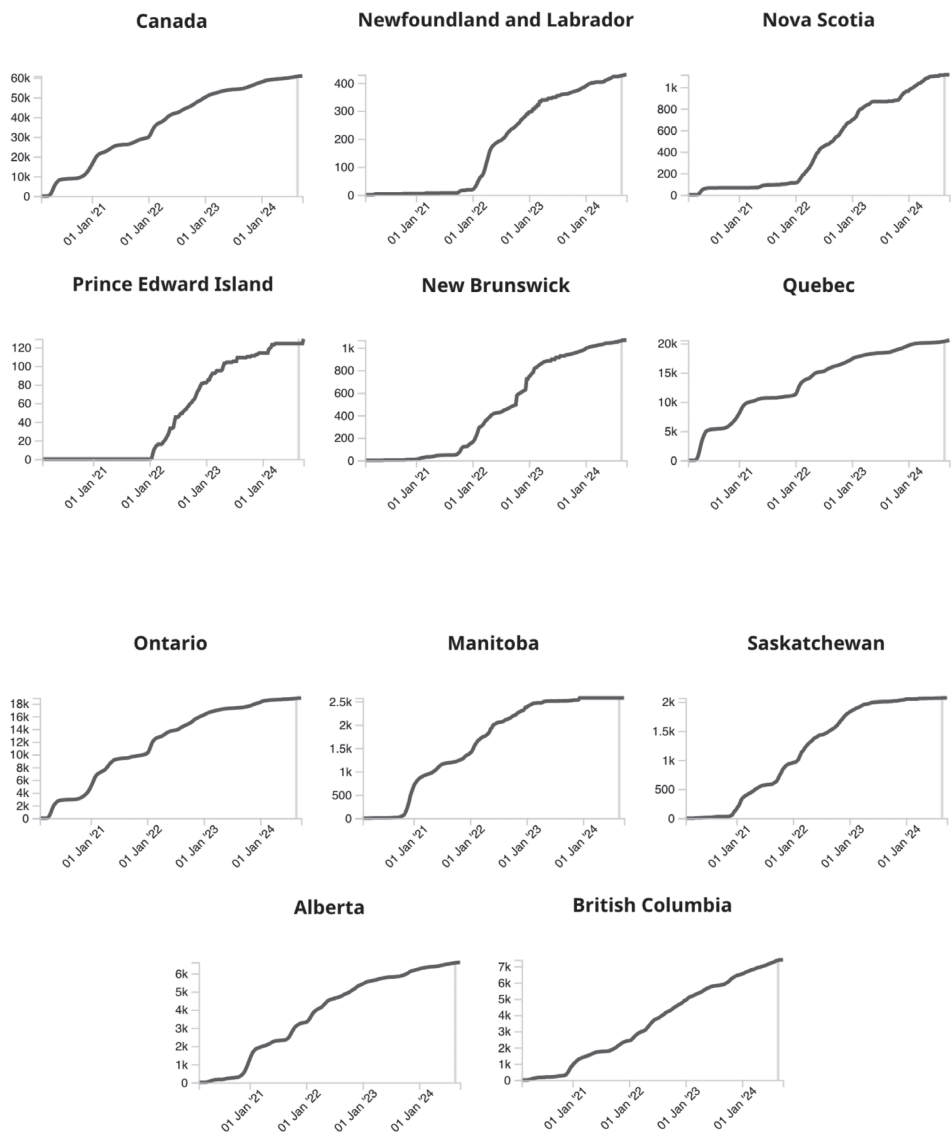 Canada
60k
50k
40k
30k
20k
10k
0
01 Jan '21
01 Jan '22
01 Jan '23
01 Jan '24
Newfoundland and Labrador
400
300
200
100
0
01 Jan '21
01 Jan '22
01 Jan '23
01 Jan '24
Nova Scotia
1k
800
600
400
200
0
01 Jan '21
01 Jan '22
01 Jan '23
01 Jan '24
Prince Edward Island
120
100
80
60
40
20
0
01 Jan '21
01 Jan '22
01 Jan '23
01 Jan '24
New Brunswick
1k
800
600
400
200
0
01 Jan '21
01 Jan '22
01 Jan '23
01 Jan '24
Quebec
20k
15k
10k
5k
0
01 Jan '21
01 Jan '22
01 Jan '23
01 Jan '24
Ontario
18k
16k
14k
12k
10k
8k
6k
4k
2k
0
01 Jan '21
01 Jan '22
01 Jan '23
01 Jan '24
Manitoba
2.5k
2k
1.5k
1k
500
0
01 Jan '21
01 Jan '22
01 Jan '23
01 Jan '24
Saskatchewan
2k
1.5k
1k
500
0
01 Jan '21
01 Jan '22
01 Jan '23
01 Jan '24
Alberta
6k
5k
4k
3k
2k
1k
0
01 Jan '21
01 Jan '22
01 Jan '23
01 Jan '24
British Columbia
7k
6k
5k
4k
3k
2k
1k
0
01 Jan '21
01 Jan '22
01 Jan '23
01 Jan '24